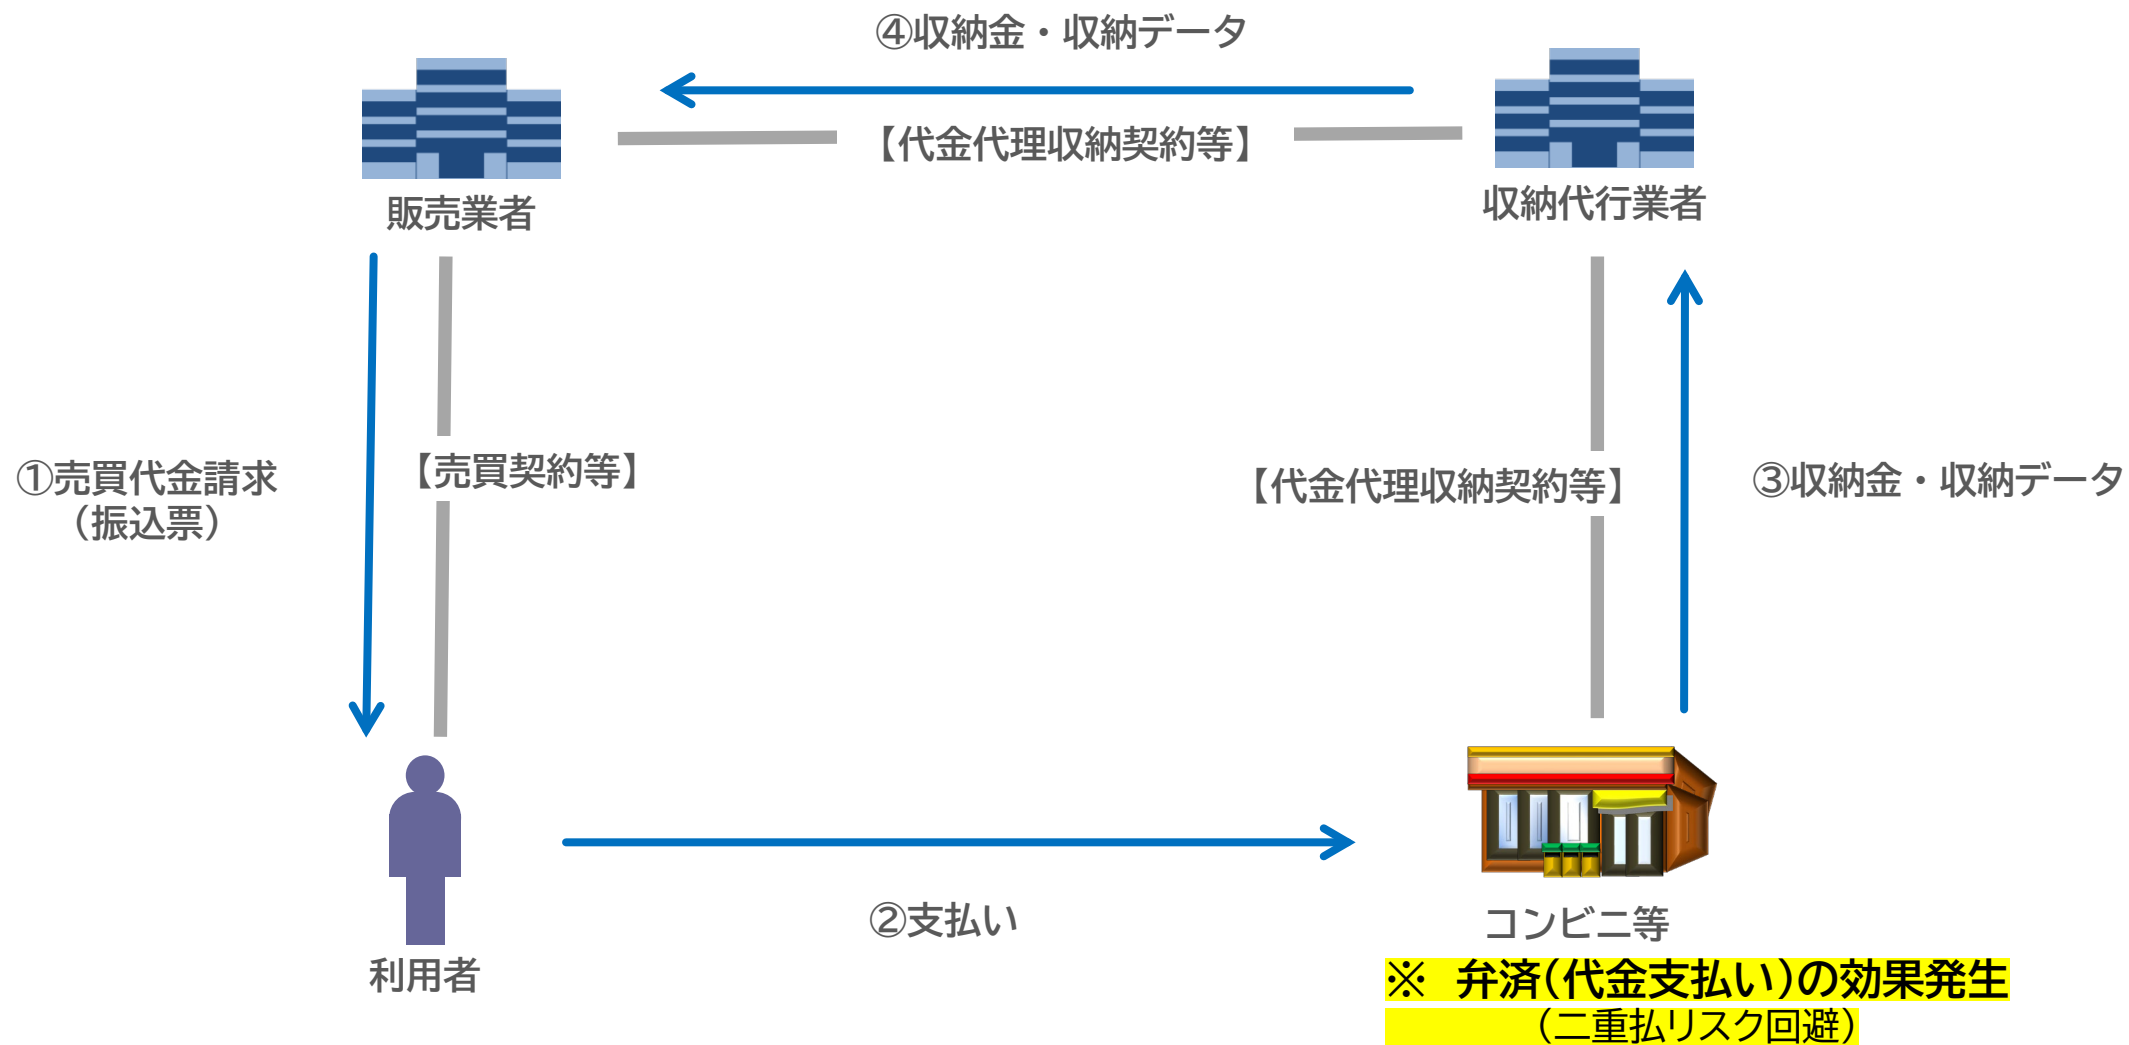 ④収納金・収納データ
【代金代理収納契約等】
販売業者
収納代行業者
①売買代金請求
（振込票）
【売買契約等】
【代金代理収納契約等】
③収納金・収納データ
②支払い
利用者
コンビニ等
※　弁済（代金支払い）の効果発生
（二重払リスク回避）